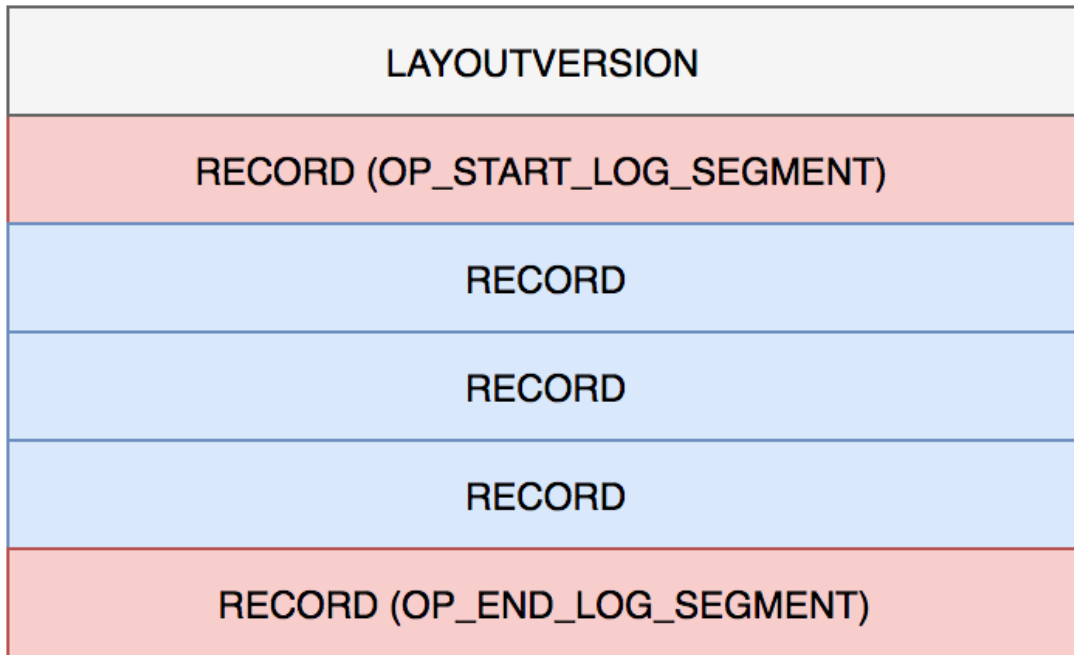 LAYOUTVERSION
RECORD (OP_START_LOG_SEGMENT)
RECORD
RECORD
RECORD
RECORD (OP_END_LOG_SEGMENT)